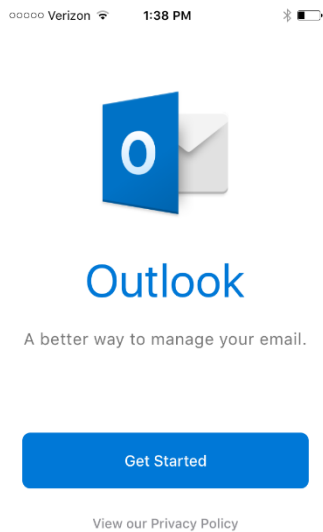 Verizon 1:38 PM
O
Outlook
A better way to manage your email.
Get Started
View our Privacy Policy